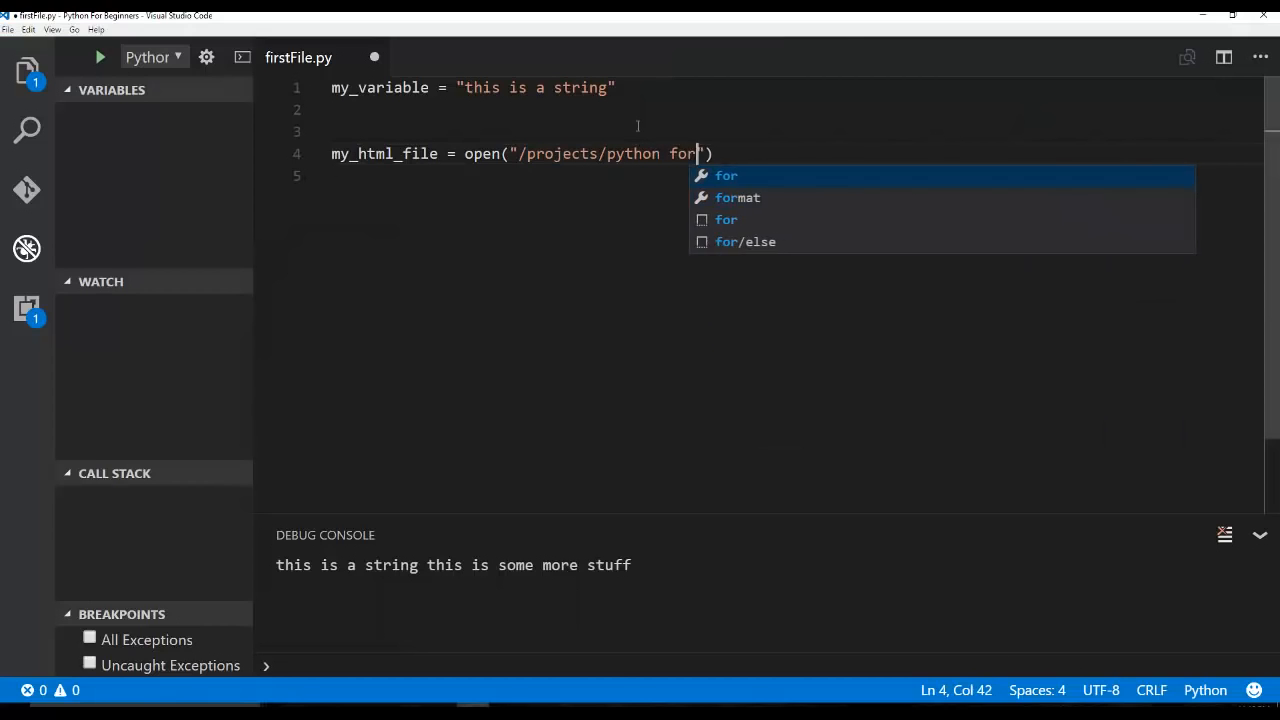 firstFile.py - Python For Beginners - Visual Studio Code
File Edit View Go Help
1
Python
firstFile.py
VARIABLES
1 my_variable = "this is a string"
2
3
4 my_html_file = open("/projects/python for")
5
for
format
for
for/else
WATCH
1
CALL STACK
DEBUG CONSOLE
this is a string this is some more stuff
BREAKPOINTS
All Exceptions
Uncaught Exceptions
0 0 Ln 4, Col 42 Spaces: 4 UTF-8 CRLF Python